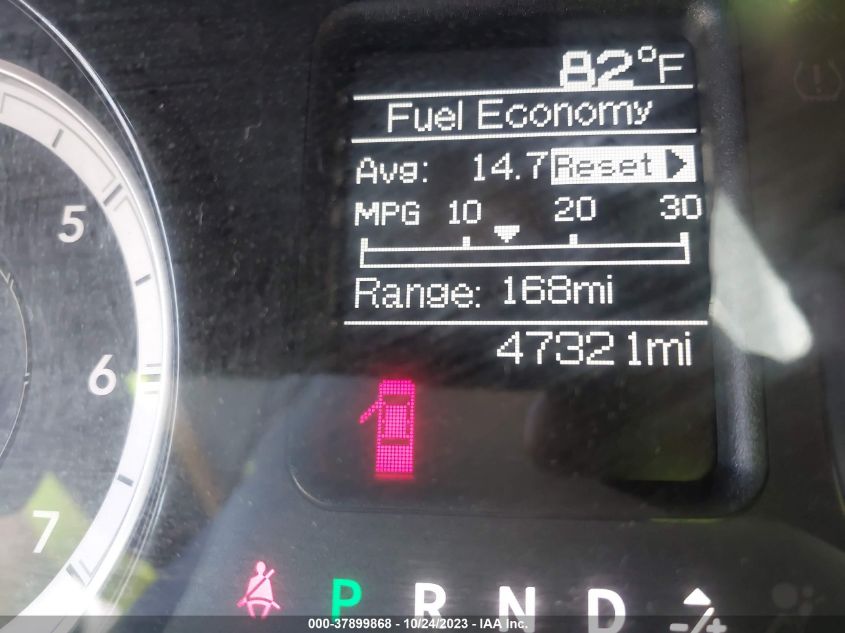 82°F
Fuel Economy
Avg: 14.7 Reset
MPG 10 20 30
Range: 168mi
47321mi
5
6
7
P R N D -/+
000-37899868 - 10/24/2023 - IAA Inc.